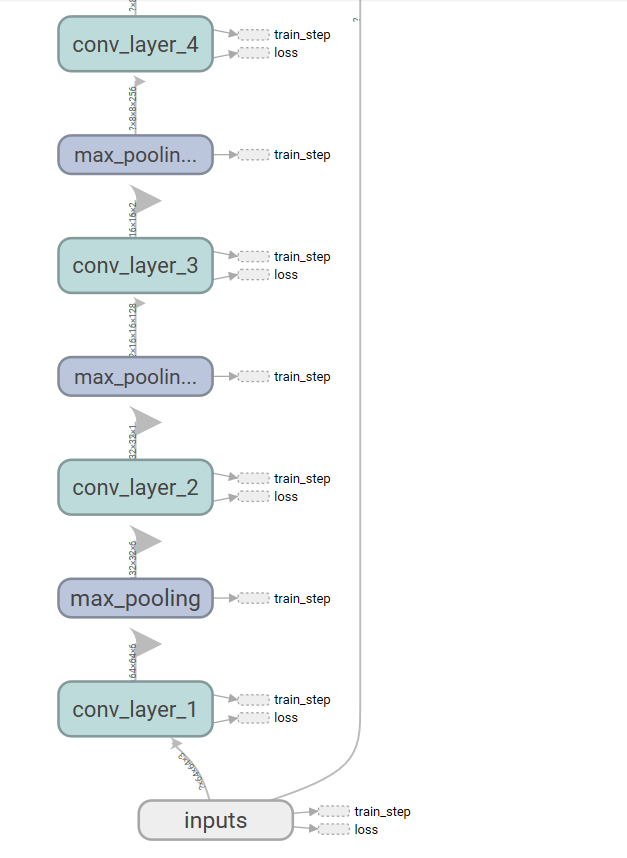 ?×8
conv_layer_4
train_step
loss
?×8×8×256
max_poolin...
train_step
16×16×2
conv_layer_3
train_step
loss
?×16×16×128
max_poolin...
train_step
32×32×1
conv_layer_2
train_step
loss
32×32×6
max_pooling
train_step
64×64×6
conv_layer_1
train_step
loss
?×64×64×3
inputs
train_step
loss
?